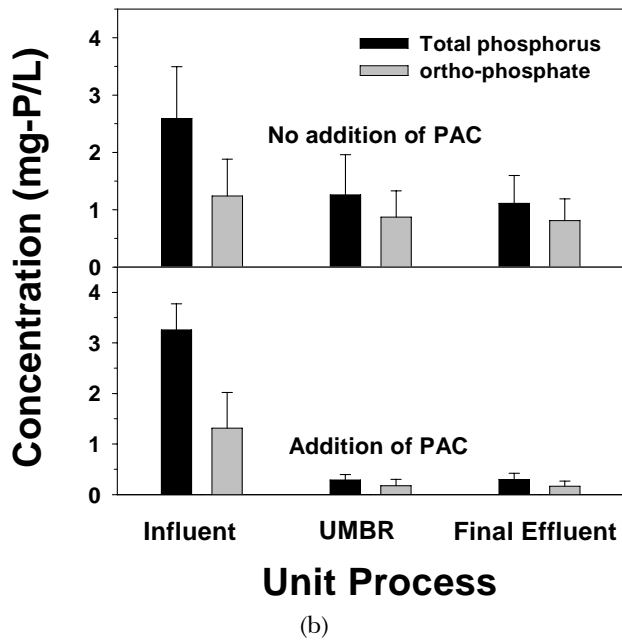 Concentration (mg-P/L)
4
3
2
1
0
Total phosphorus
ortho-phosphate
No addition of PAC
4
3
2
1
0
Addition of PAC
Influent UMBR Final Effluent
Unit Process
(b)